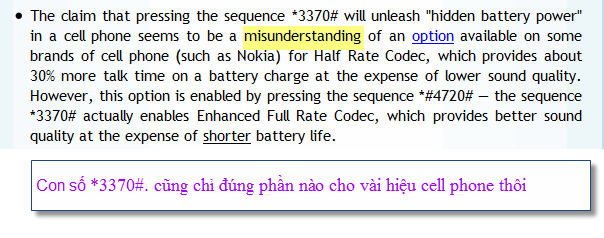 • The claim that pressing the sequence *3370# will unleash "hidden battery power"
in a cell phone seems to be a misunderstanding of an option available on some
brands of cell phone (such as Nokia) for Half Rate Codec, which provides about
30% more talk time on a battery charge at the expense of lower sound quality.
However, this option is enabled by pressing the sequence *#4720# — the sequence
*3370# actually enables Enhanced Full Rate Codec, which provides better sound
quality at the expense of shorter battery life.
Con số *3370#. cũng chỉ đúng phần nào cho vài hiệu cell phone thôi